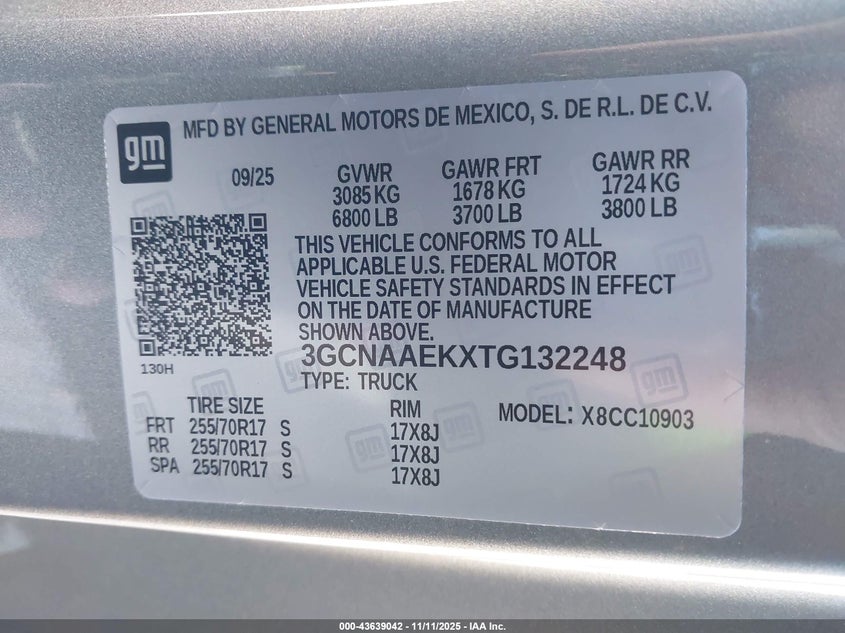 gm
MFD BY GENERAL MOTORS DE MEXICO, S. DE R.L. DE C.V.
09/25
GVWR
3085 KG
6800 LB
GAWR FRT
1678 KG
3700 LB
GAWR RR
1724 KG
3800 LB
THIS VEHICLE CONFORMS TO ALL
APPLICABLE U.S. FEDERAL MOTOR
VEHICLE SAFETY STANDARDS IN EFFECT
ON THE DATE OF MANUFACTURE
SHOWN ABOVE.
130H
3GCNAAEKXTG132248
TYPE: TRUCK
MODEL: X8CC10903
TIRE SIZE RIM
FRT 255/70R17 S 17X8J
RR 255/70R17 S 17X8J
SPA 255/70R17 S 17X8J
000-43639042 - 11/11/2025 - IAA Inc.